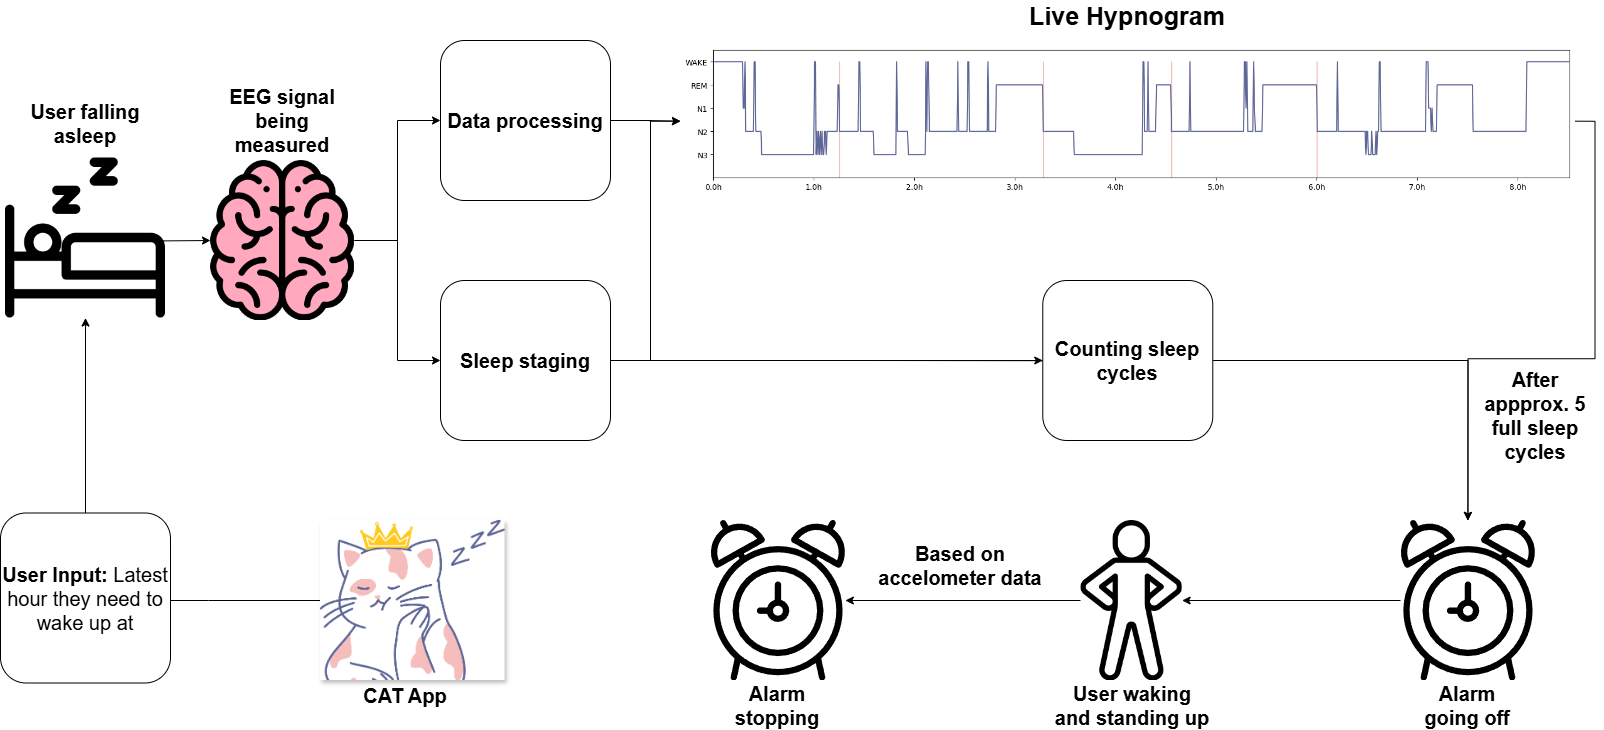 Live Hypnogram
WAKE
REM
N1
N2
N3
0.0h 1.0h 2.0h 3.0h 4.0h 5.0h 6.0h 7.0h 8.0h
User falling
asleep
Z
Z
EEG signal
being
measured
Data processing
Sleep staging
Counting sleep
cycles
After
appprox. 5
full sleep
cycles
User Input: Latest
hour they need to
wake up at
z z z z
CAT App
Based on
accelometer data
Alarm
stopping
User waking
and standing up
Alarm
going off